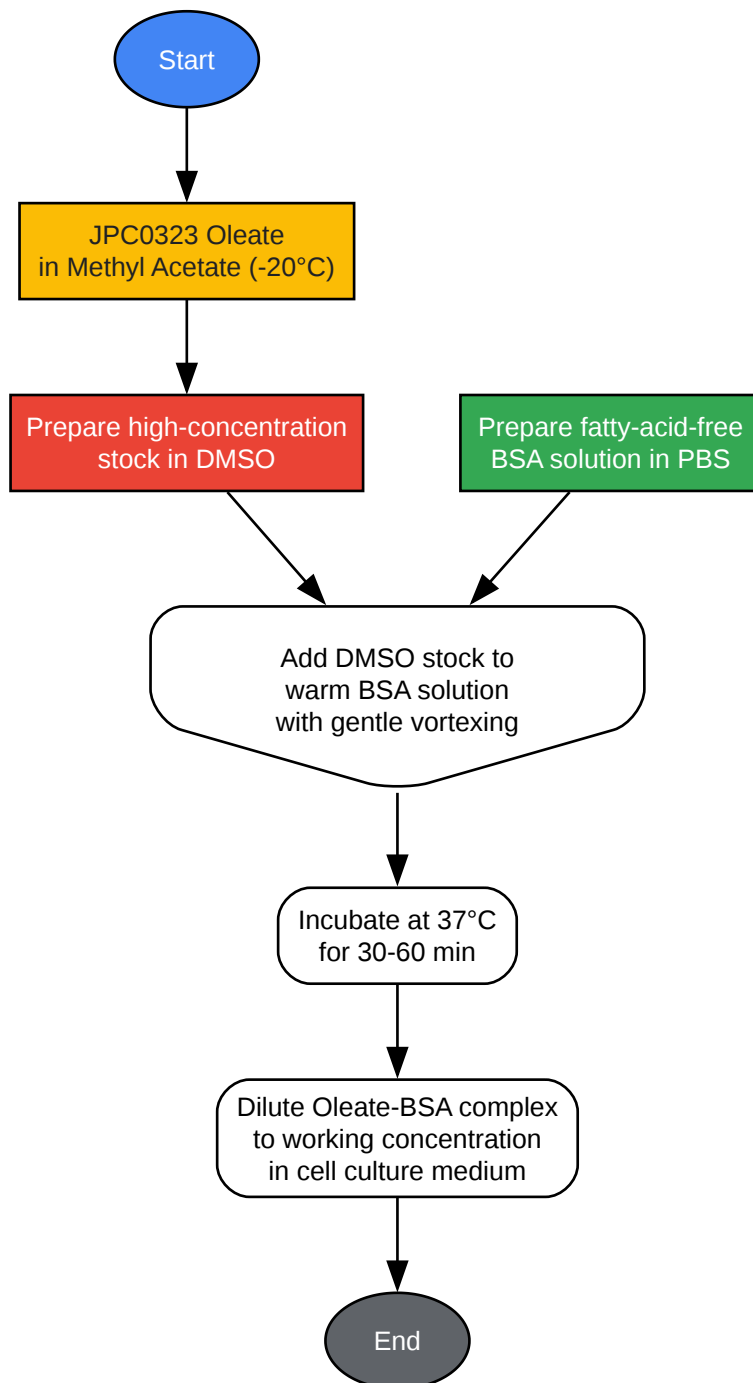 Start
JPC0323 Oleate
in Methyl Acetate (-20°C)
Prepare high-concentration
stock in DMSO
Prepare fatty-acid-free
BSA solution in PBS
Add DMSO stock to
warm BSA solution
with gentle vortexing
Incubate at 37°C
for 30-60 min
Dilute Oleate-BSA complex
to working concentration
in cell culture medium
End